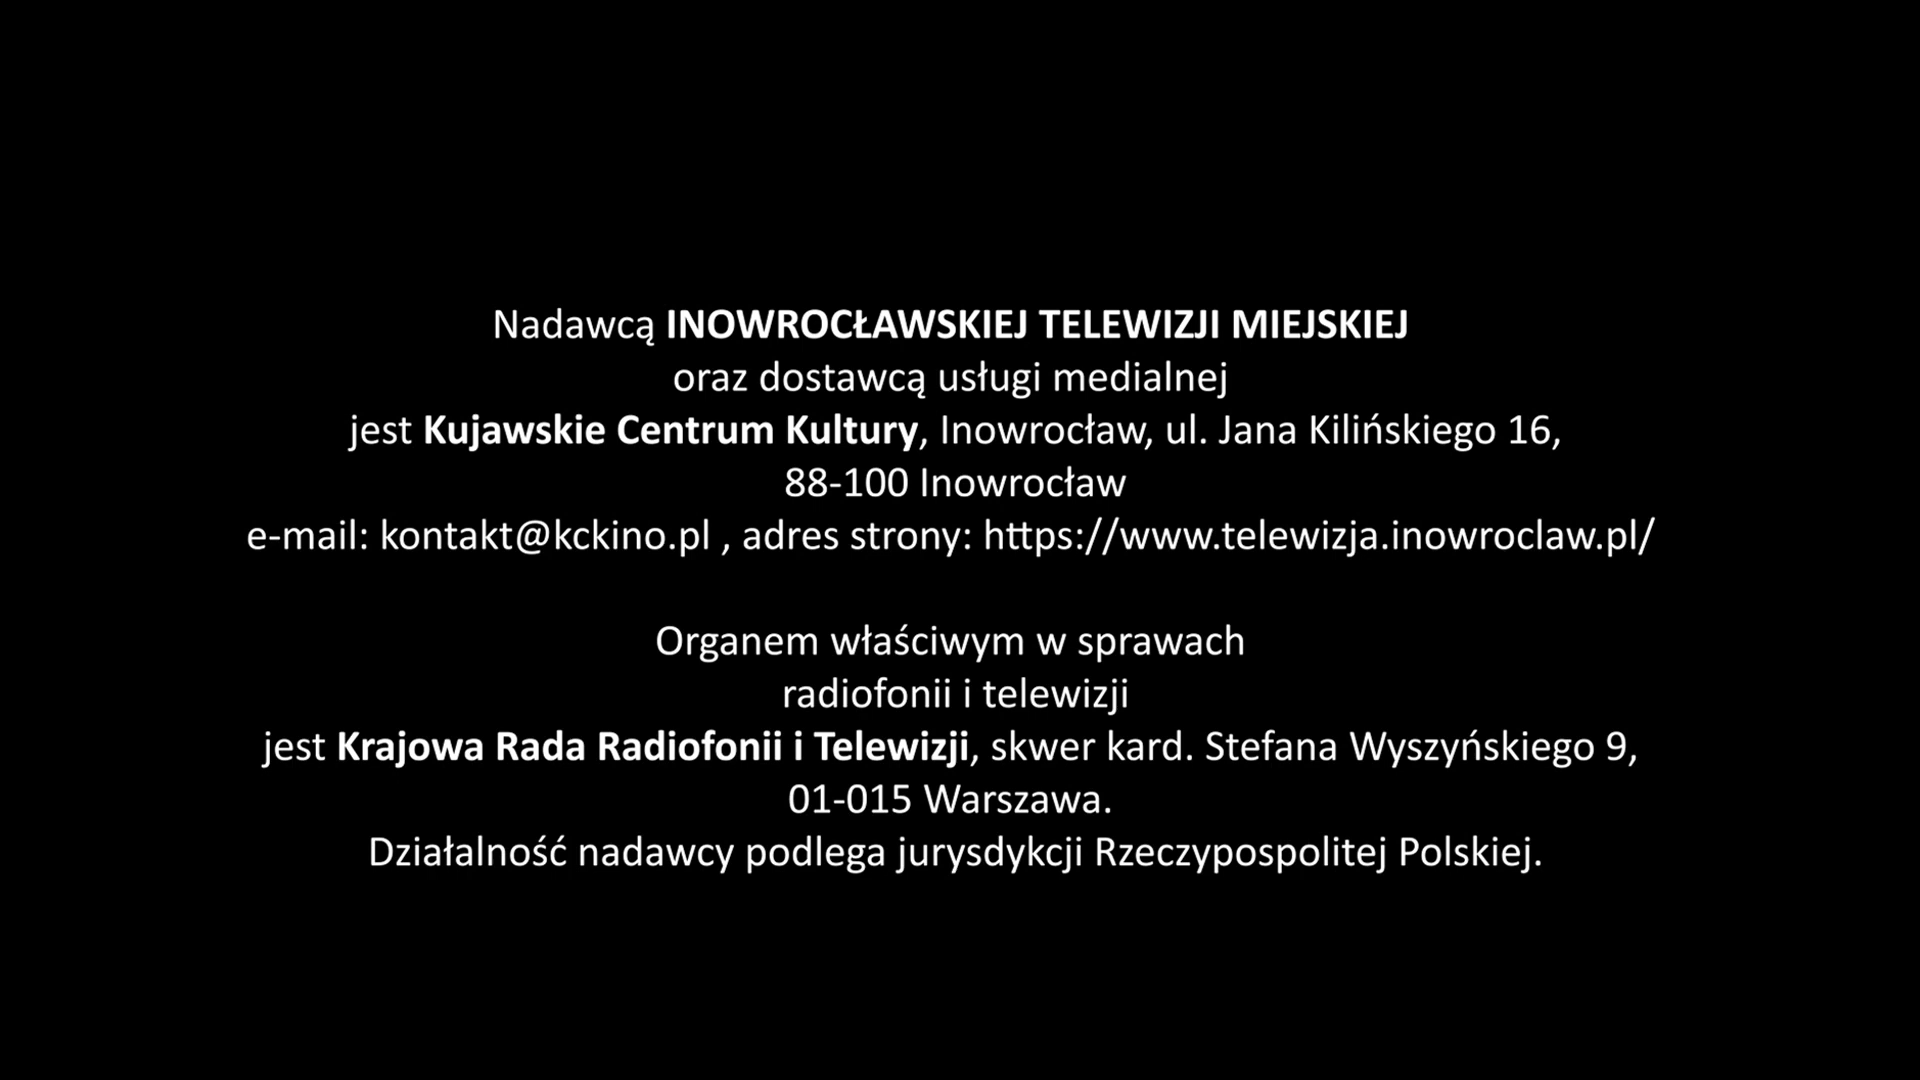 Nadawcą INOWROCŁAWSKIEJ TELEWIZJI MIEJSKIEJ
oraz dostawcą usługi medialnej
jest Kujawskie Centrum Kultury, Inowrocław, ul. Jana Kilińskiego 16,
88-100 Inowrocław
e-mail: kontakt@kckino.pl , adres strony: https://www.telewizja.inowroclaw.pl/
Organem właściwym w sprawach
radiofonii i telewizji
jest Krajowa Rada Radiofonii i Telewizji, skwer kard. Stefana Wyszyńskiego 9,
01-015 Warszawa.
Działalność nadawcy podlega jurysdykcji Rzeczypospolitej Polskiej.